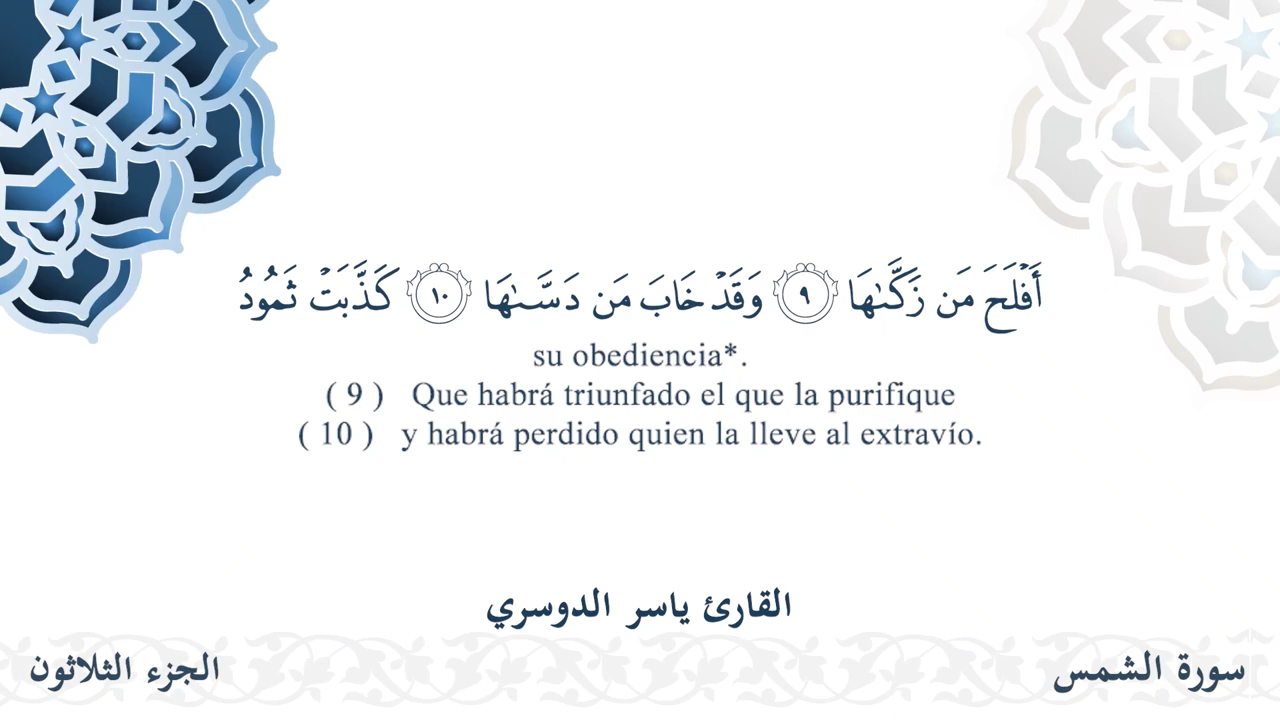 أَفْلَحَ مَن زَكَّىٰهَا ٩ وَقَدْ خَابَ مَن دَسَّىٰهَا ١٠ كَذَّبَتْ ثَمُودُ
su obediencia*.
( 9 ) Que habrá triunfado el que la purifique
( 10 ) y habrá perdido quien la lleve al extravío.
القارئ ياسر الدوسري
سورة الشمس
الجزء الثلاثون